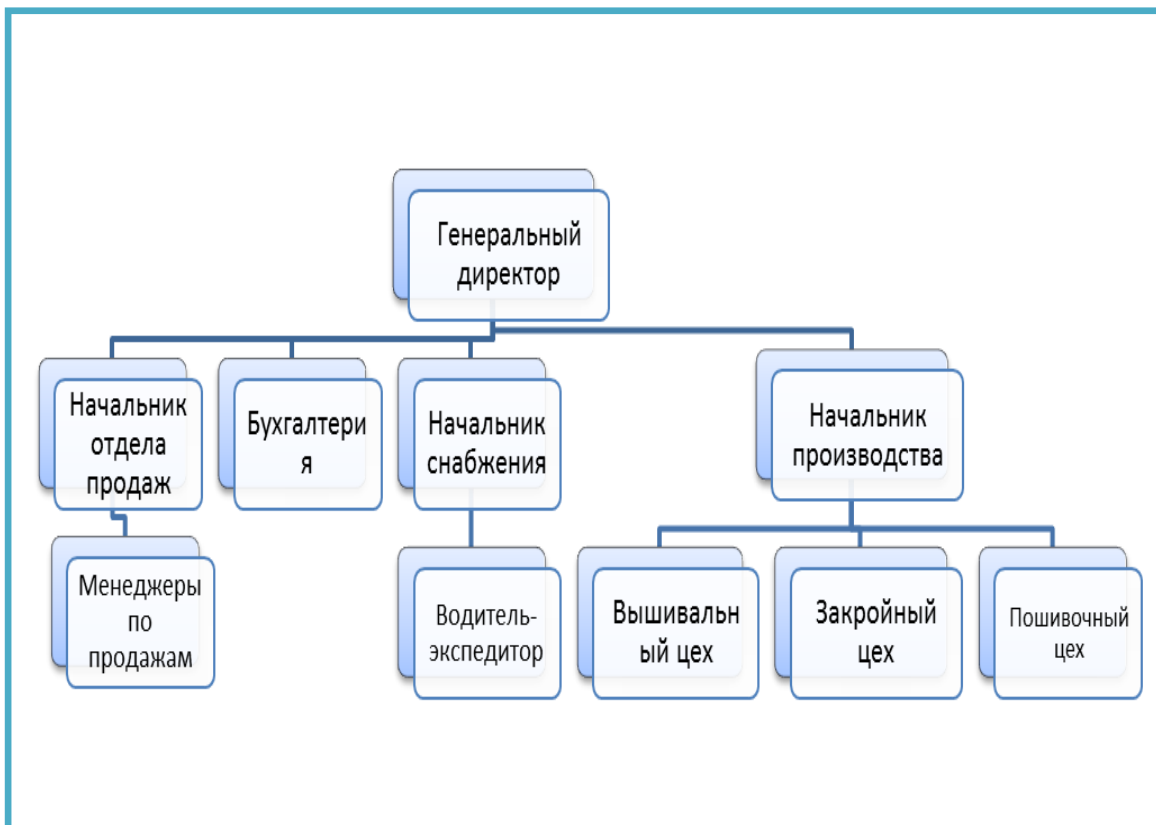 Генеральный
директор
Начальник
отдела
продаж
Бухгалтери
я
Начальник
снабжения
Начальник
производства
Менеджеры
по
продажам
Водитель-
экспедитор
Вышивальн
ый цех
Закройный
цех
Пошивочный
цех